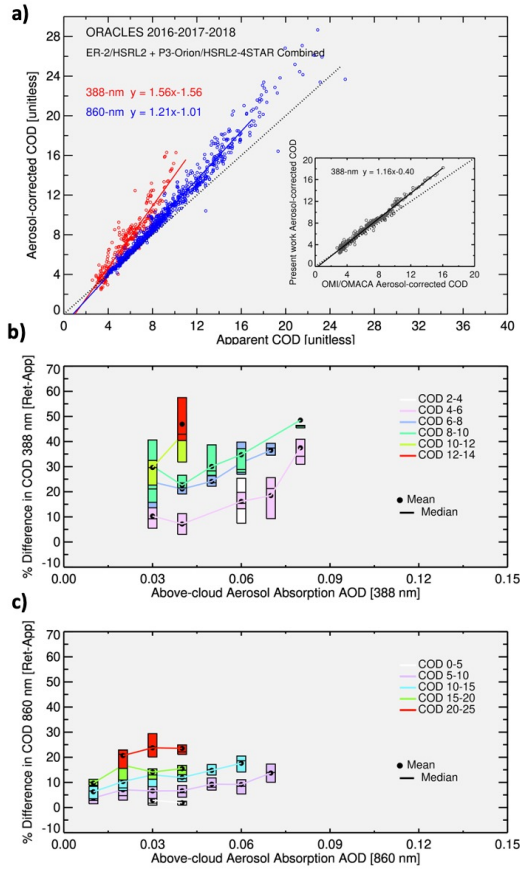 a)
ORACLES 2016-2017-2018
ER-2/HSRL2 + P3-Orion/HSRL2-4STAR Combined
388-nm y = 1.56x-1.56
860-nm y = 1.21x-1.01
Aerosol-corrected COD [unitless]
28
24
20
16
12
8
4
0
0 4 8 12 16 20 24 28 32 36 40
Apparent COD [unitless]
388-nm y = 1.16x-0.40
Present work Aerosol-corrected COD
20
16
12
8
4
0
0 4 8 12 16 20
OMI/OMACA Aerosol-corrected COD
b)
% Difference in COD 388 nm [Ret-App]
70
60
50
40
30
20
10
0
-10
COD 2-4
COD 4-6
COD 6-8
COD 8-10
COD 10-12
COD 12-14
Mean
Median
0.00 0.03 0.06 0.09 0.12 0.15
Above-cloud Aerosol Absorption AOD [388 nm]
c)
% Difference in COD 860 nm [Ret-App]
70
60
50
40
30
20
10
0
-10
COD 0-5
COD 5-10
COD 10-15
COD 15-20
COD 20-25
Mean
Median
0.00 0.03 0.06 0.09 0.12 0.15
Above-cloud Aerosol Absorption AOD [860 nm]